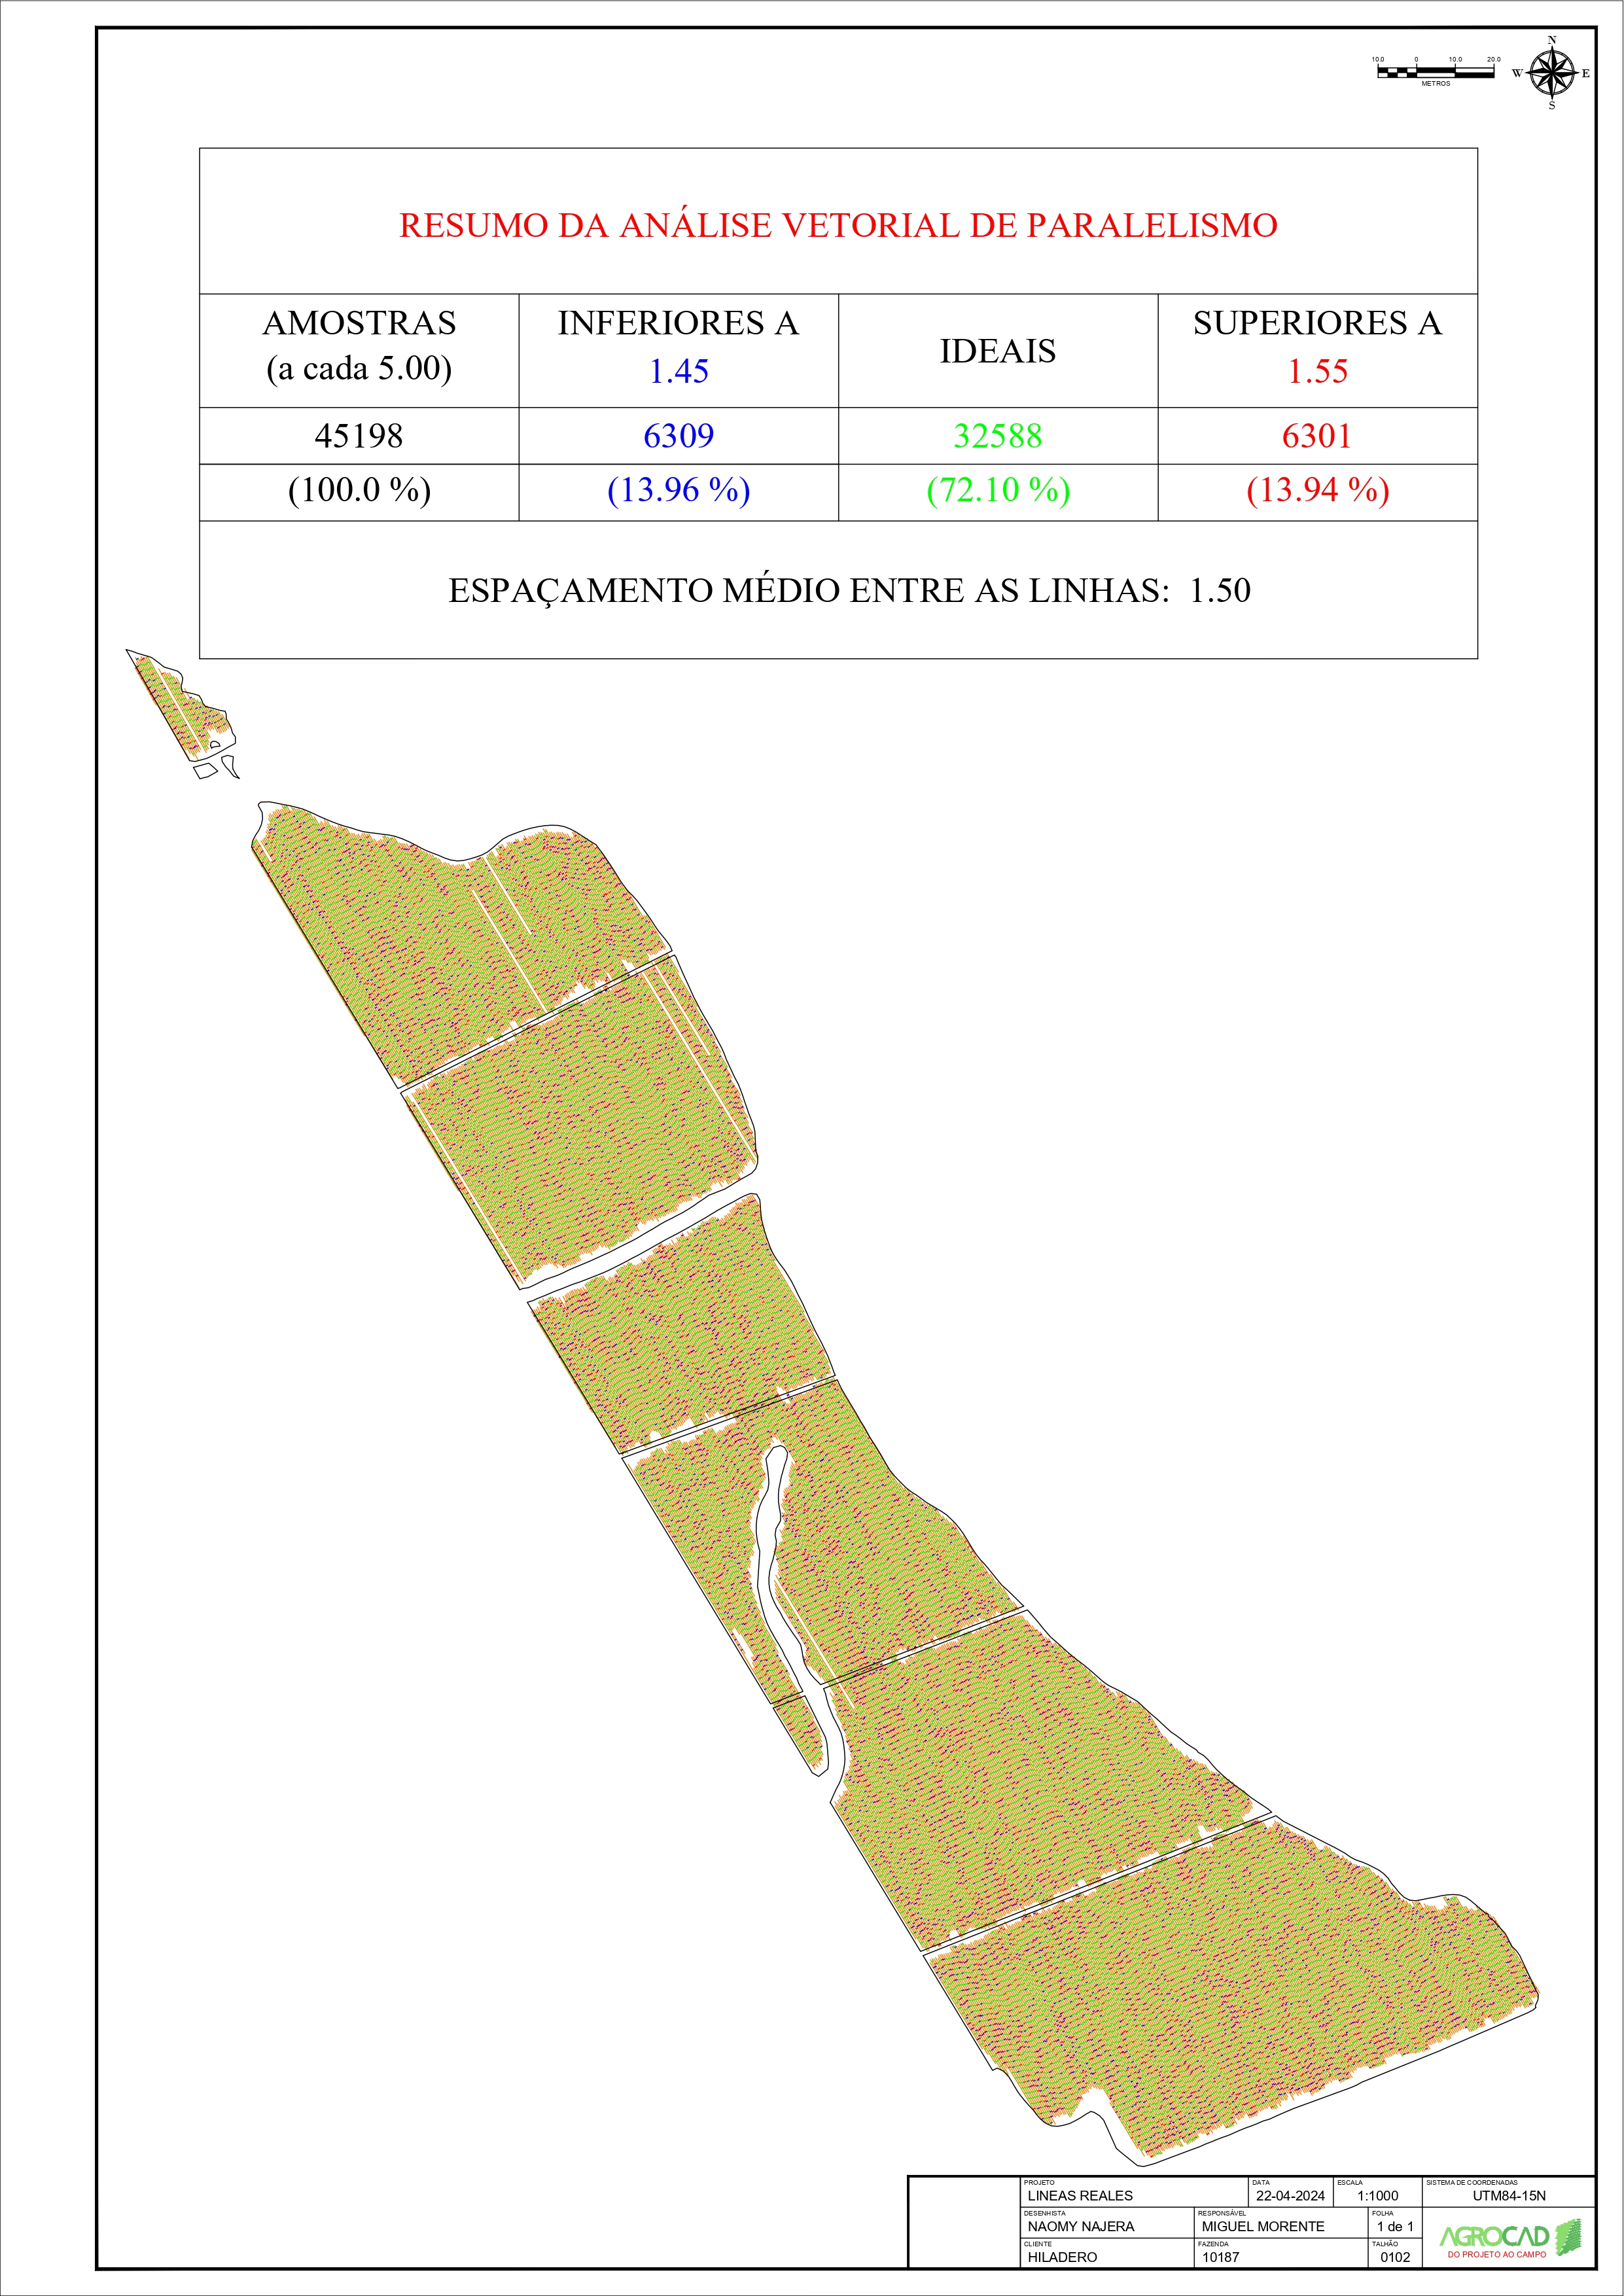 N
10.0 0 10.0 20.0
W E
METROS
S
RESUMO DA ANÁLISE VETORIAL DE PARALELISMO
AMOSTRAS
(a cada 5.00)
INFERIORES A
1.45
IDEAIS
SUPERIORES A
1.55
45198 6309 32588 6301
(100.0 %) (13.96 %) (72.10 %) (13.94 %)
ESPAÇAMENTO MÉDIO ENTRE AS LINHAS: 1.50
PROJETO DATA ESCALA SISTEMA DE COORDENADAS
LINEAS REALES 22-04-2024 1:1000 UTM84-15N
DESENHISTA RESPONSÁVEL FOLHA
NAOMY NAJERA MIGUEL MORENTE 1 de 1
CLIENTE FAZENDA TALHÃO
HILADERO 10187 0102
AGROCAD
DO PROJETO AO CAMPO